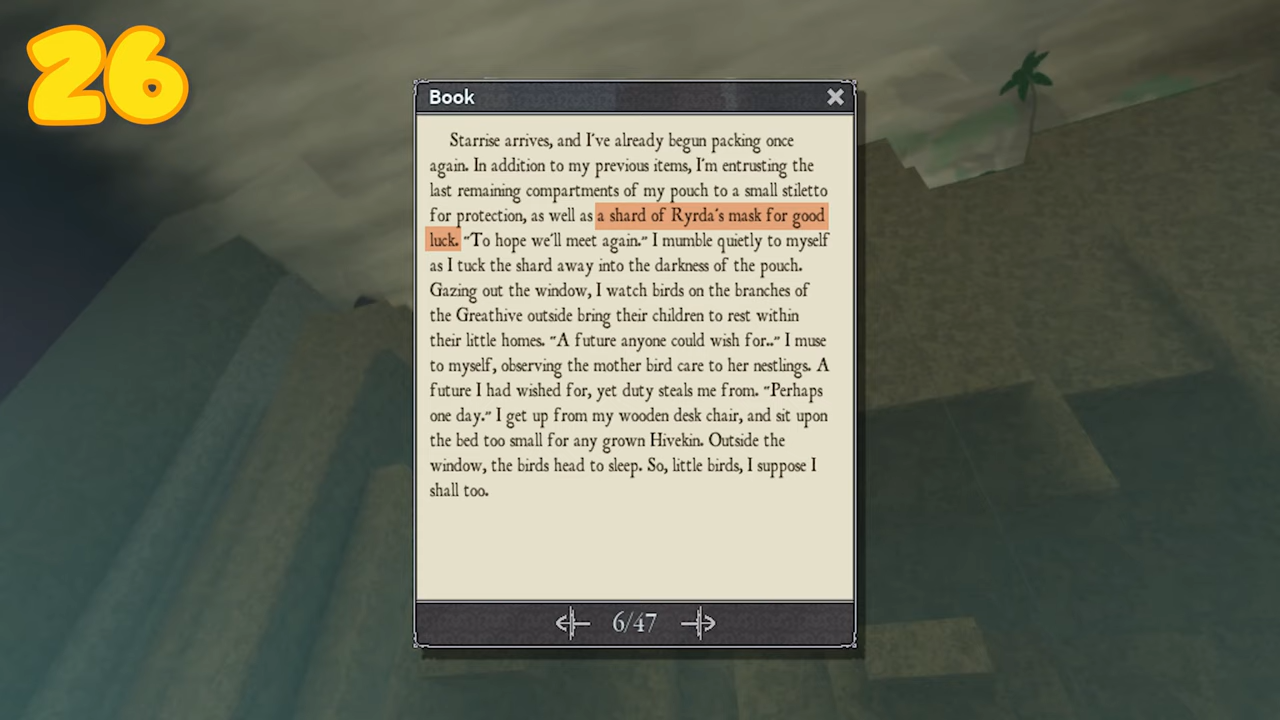 26
Book
Starrise arrives, and I've already begun packing once
again. In addition to my previous items, I'm entrusting the
last remaining compartments of my pouch to a small stiletto
for protection, as well as a shard of Ryrda's mask for good
luck. "To hope we'll meet again." I mumble quietly to myself
as I tuck the shard away into the darkness of the pouch.
Gazing out the window, I watch birds on the branches of
the Greathive outside bring their children to rest within
their little homes. "A future anyone could wish for.." I muse
to myself, observing the mother bird care to her nestlings. A
future I had wished for, yet duty steals me from. "Perhaps
one day." I get up from my wooden desk chair, and sit upon
the bed too small for any grown Hivekin. Outside the
window, the birds head to sleep. So, little birds, I suppose I
shall too.
6/47